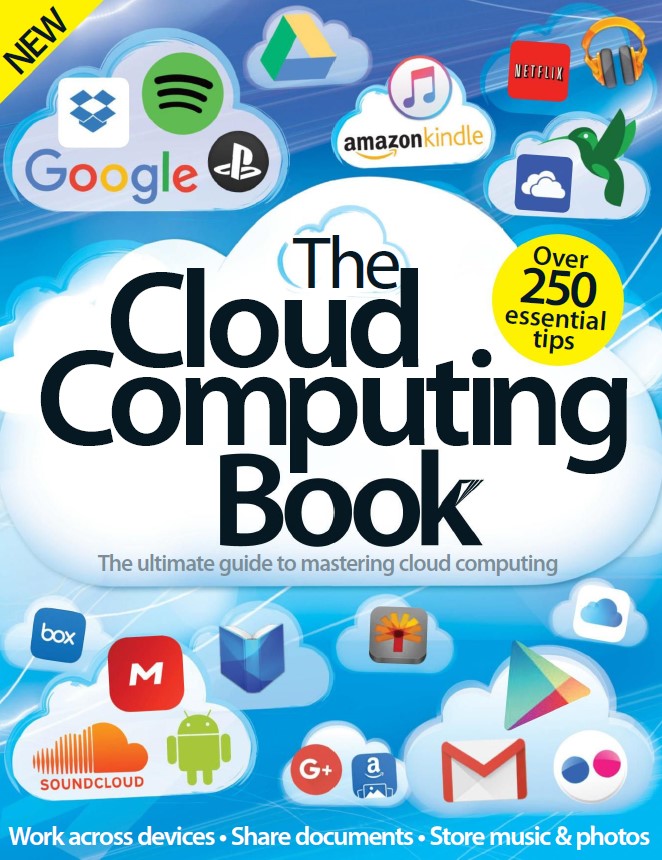 NEW
NETFLIX
amazonkindle
Google
The
Cloud
Computing
Book
Over
250
essential
tips
The ultimate guide to mastering cloud computing
box
M
SOUNDCLOUD
G+
a
Work across devices • Share documents • Store music & photos